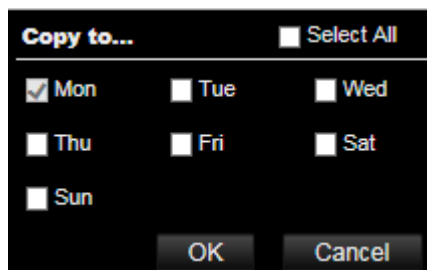 Copy to... Select All
Mon Tue Wed
Thu Fri Sat
Sun
OK Cancel